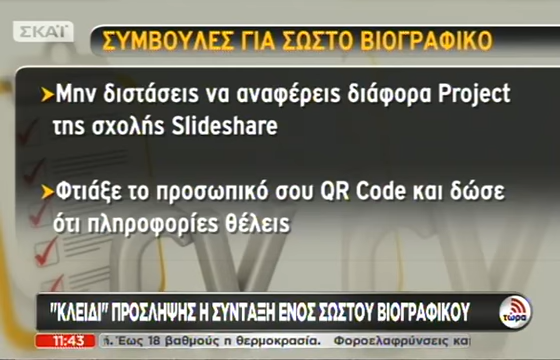 ΣΚΑΪ
ΣΥΜΒΟΥΛΕΣ ΓΙΑ ΣΩΣΤΟ ΒΙΟΓΡΑΦΙΚΟ
Μην διστάσεις να αναφέρεις διάφορα Project
της σχολής Slideshare
Φτιάξε το προσωπικό σου QR Code και δώσε
ότι πληροφορίες θέλεις
CV
"ΚΛΕΙΔΙ" ΠΡΟΣΛΗΨΗΣ Η ΣΥΝΤΑΞΗ ΕΝΟΣ ΣΩΣΤΟΥ ΒΙΟΓΡΑΦΙΚΟΥ
τώρα
11:43 ή. Έως 18 βαθμούς η θερμοκρασία. Φοροελαφρύνσεις και